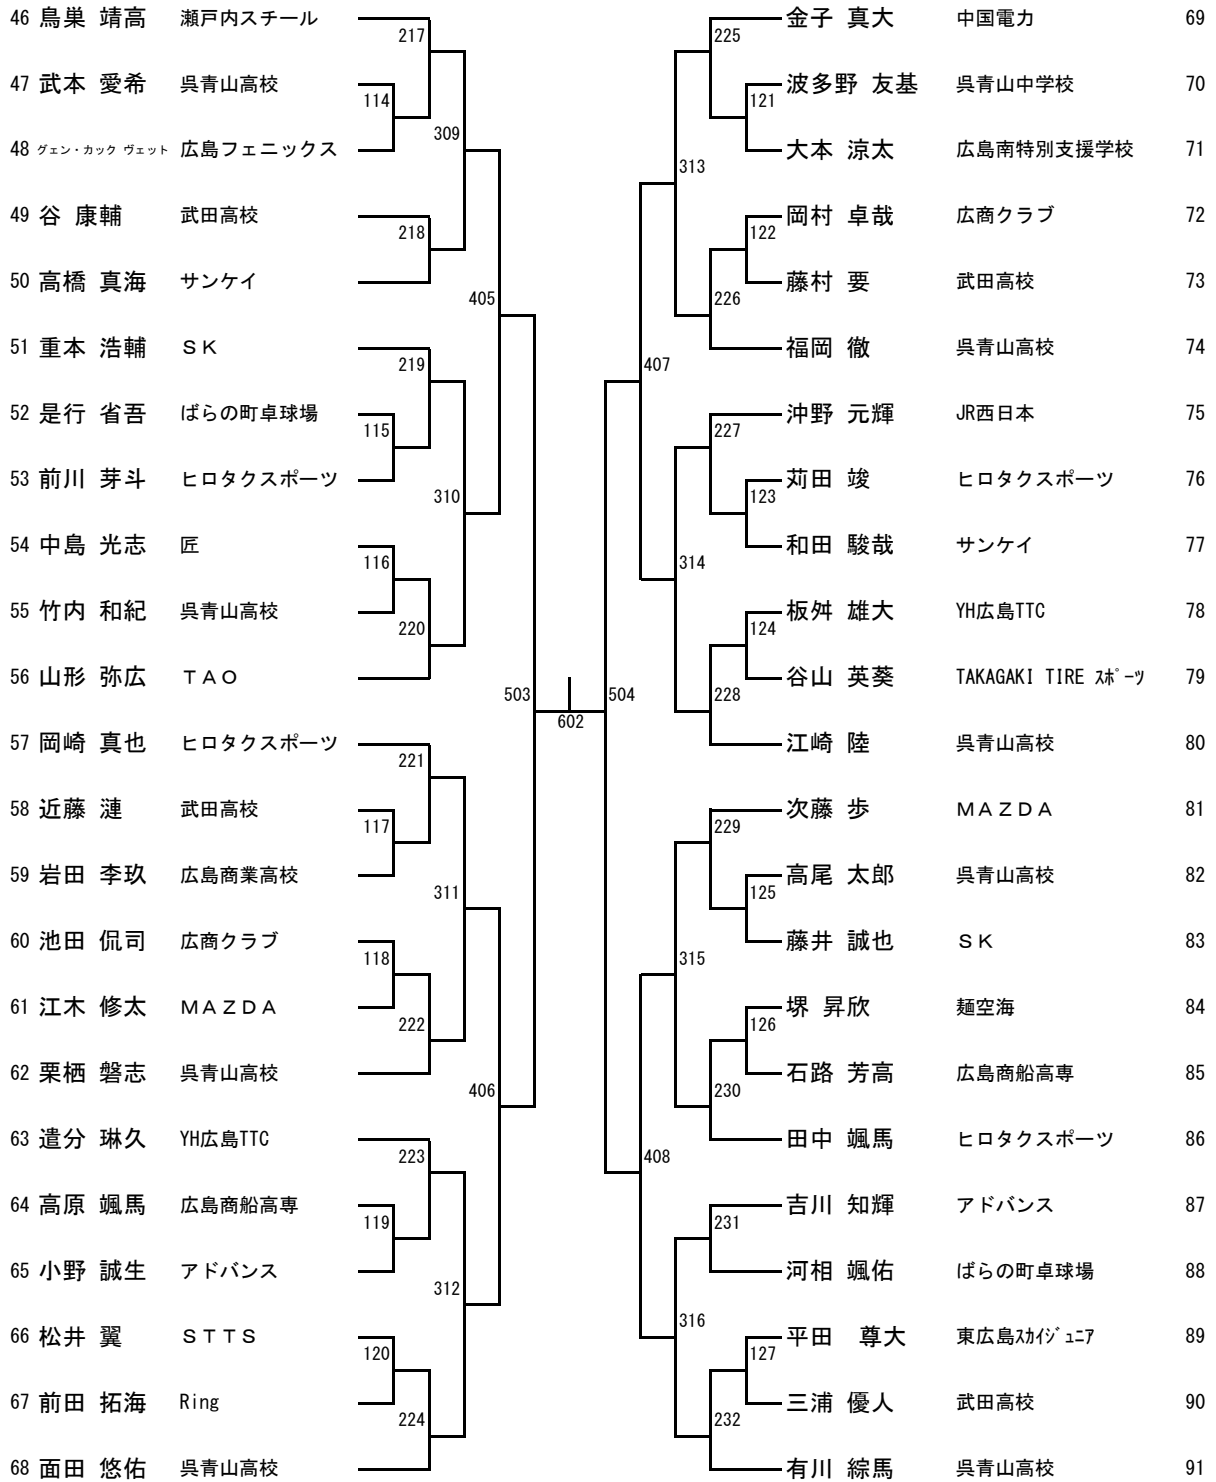 46 鳥巣 靖高 瀬戸内スチール
217
47 武本 愛希 呉青山高校
114
48 グェン・カック ヴェット 広島フェニックス
309
49 谷 康輔 武田高校
218
50 高橋 真海 サンケイ
405
51 重本 浩輔 ＳＫ
219
52 是行 省吾 ばらの町卓球場
115
53 前川 芽斗 ヒロタクスポーツ
310
54 中島 光志 匠
116
55 竹内 和紀 呉青山高校
220
56 山形 弥広 ＴＡＯ
503
602
57 岡崎 真也 ヒロタクスポーツ
221
58 近藤 漣 武田高校
117
59 岩田 李玖 広島商業高校
311
60 池田 侃司 広商クラブ
118
61 江木 修太 ＭＡＺＤＡ
222
62 栗栖 磐志 呉青山高校
406
63 遣分 琳久 YH広島TTC
223
64 高原 颯馬 広島商船高専
119
65 小野 誠生 アドバンス
312
66 松井 翼 ＳＴＴＳ
120
67 前田 拓海 Ring
224
68 面田 悠佑 呉青山高校
金子 真大 中国電力 69
225
波多野 友基 呉青山中学校 70
121
大本 涼太 広島南特別支援学校 71
313
岡村 卓哉 広商クラブ 72
122
藤村 要 武田高校 73
226
福岡 徹 呉青山高校 74
407
沖野 元輝 JR西日本 75
227
苅田 竣 ヒロタクスポーツ 76
123
和田 駿哉 サンケイ 77
314
板舛 雄大 YH広島TTC 78
124
谷山 英葵 TAKAGAKI TIRE ｽﾎﾟｰﾂ 79
228
504
江崎 陸 呉青山高校 80
次藤 歩 ＭＡＺＤＡ 81
229
高尾 太郎 呉青山高校 82
125
藤井 誠也 ＳＫ 83
315
堺 昇欣 麺空海 84
126
石路 芳高 広島商船高専 85
230
田中 颯馬 ヒロタクスポーツ 86
408
吉川 知輝 アドバンス 87
231
河相 颯佑 ばらの町卓球場 88
316
平田 尊大 東広島ｽｶｲｼﾞｭﾆｱ 89
127
三浦 優人 武田高校 90
232
有川 綜馬 呉青山高校 91